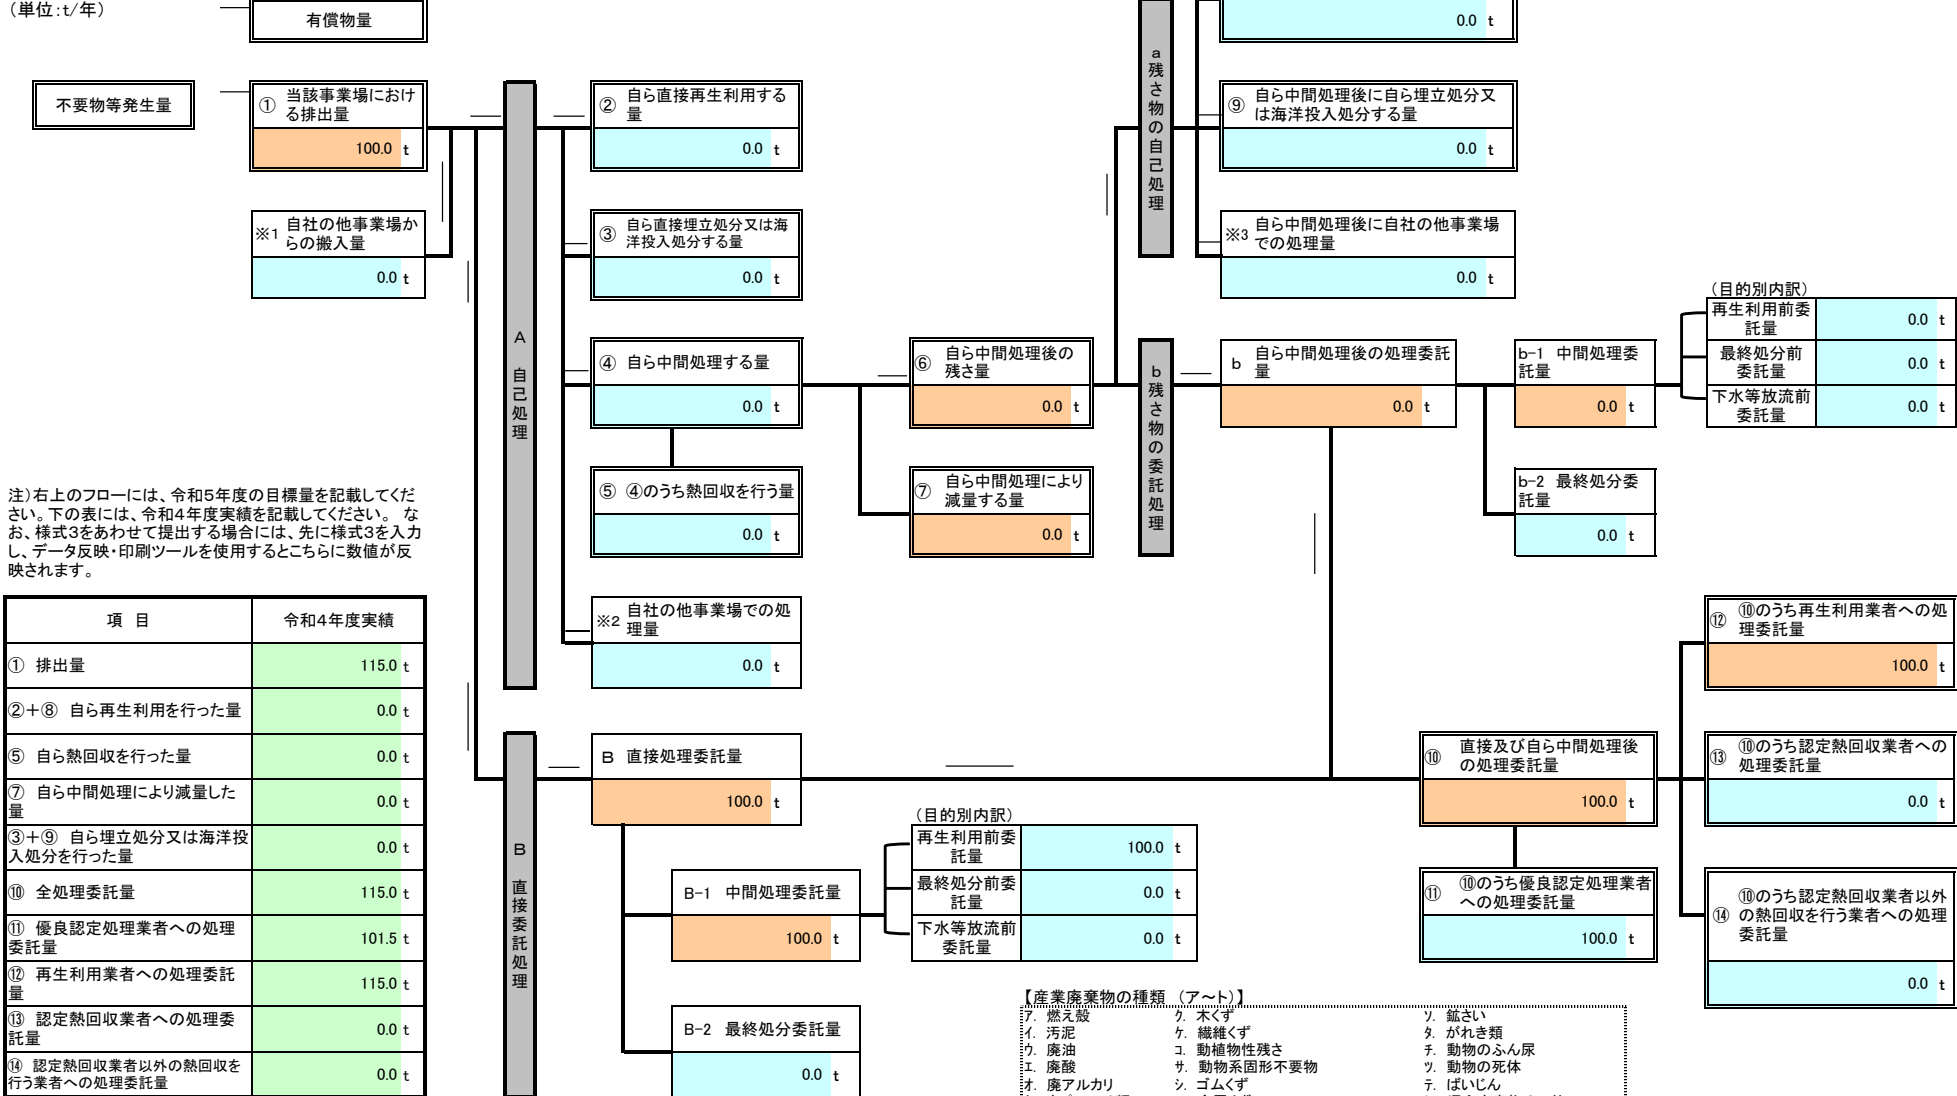 （単位:t/年）
有償物量
0.0 t
不要物等発生量
① 当該事業場におけ
る排出量
100.0 t
※1 自社の他事業場か
らの搬入量
0.0 t
A 自己処理
② 自ら直接再生利用する
量
0.0 t
③ 自ら直接埋立処分又は海
洋投入処分する量
0.0 t
④ 自ら中間処理する量
0.0 t
⑤ ④のうち熱回収を行う量
0.0 t
※2 自社の他事業場での処
理量
0.0 t
⑥ 自ら中間処理後の
残さ量
0.0 t
⑦ 自ら中間処理により
減量する量
0.0 t
a 残さ物の自己処理
⑨ 自ら中間処理後に自ら埋立処分又
は海洋投入処分する量
0.0 t
※3 自ら中間処理後に自社の他事業場
での処理量
0.0 t
b 残さ物の委託処理
b 自ら中間処理後の処理委託
量
0.0 t
b-1 中間処理委
託量
0.0 t
b-2 最終処分委
託量
0.0 t
（目的別内訳）
再生利用前委
託量
0.0 t
最終処分前
委託量
0.0 t
下水等放流前
委託量
0.0 t
注）右上のフローには、令和5年度の目標量を記載してくだ
さい。下の表には、令和4年度実績を記載してください。 な
お、様式3をあわせて提出する場合には、先に様式3を入力
し、データ反映・印刷ツールを使用するとこちらに数値が反
映されます。
項 目 令和4年度実績
① 排出量 115.0 t
②＋⑧ 自ら再生利用を行った量 0.0 t
⑤ 自ら熱回収を行った量 0.0 t
⑦ 自ら中間処理により減量した
量 0.0 t
③＋⑨ 自ら埋立処分又は海洋投
入処分を行った量 0.0 t
⑩ 全処理委託量 115.0 t
⑪ 優良認定処理業者への処理
委託量 101.5 t
⑫ 再生利用業者への処理委託
量 115.0 t
⑬ 認定熱回収業者への処理委
託量 0.0 t
⑭ 認定熱回収業者以外の熱回収を
行う業者への処理委託量 0.0 t
B 直接委託処理
B 直接処理委託量
100.0 t
B-1 中間処理委託量
100.0 t
B-2 最終処分委託量
0.0 t
（目的別内訳）
再生利用前委
託量
100.0 t
最終処分前委
託量
0.0 t
下水等放流前
委託量
0.0 t
⑩ 直接及び自ら中間処理後
の処理委託量
100.0 t
⑪ ⑩のうち優良認定処理業者
への処理委託量
100.0 t
⑫ ⑩のうち再生利用業者への処
理委託量
100.0 t
⑬ ⑩のうち認定熱回収業者への
処理委託量
0.0 t
⑭ ⑩のうち認定熱回収業者以外
の熱回収を行う業者への処理
委託量
0.0 t
【産業廃棄物の種類 （ア～ト）】
ア. 燃え殻 ク. 木くず ソ. 鉱さい
イ. 汚泥 ケ. 繊維くず タ. がれき類
ウ. 廃油 コ. 動植物性残さ チ. 動物のふん尿
エ. 廃酸 サ. 動物系固形不要物 ツ. 動物の死体
オ. 廃アルカリ シ. ゴムくず テ. ばいじん